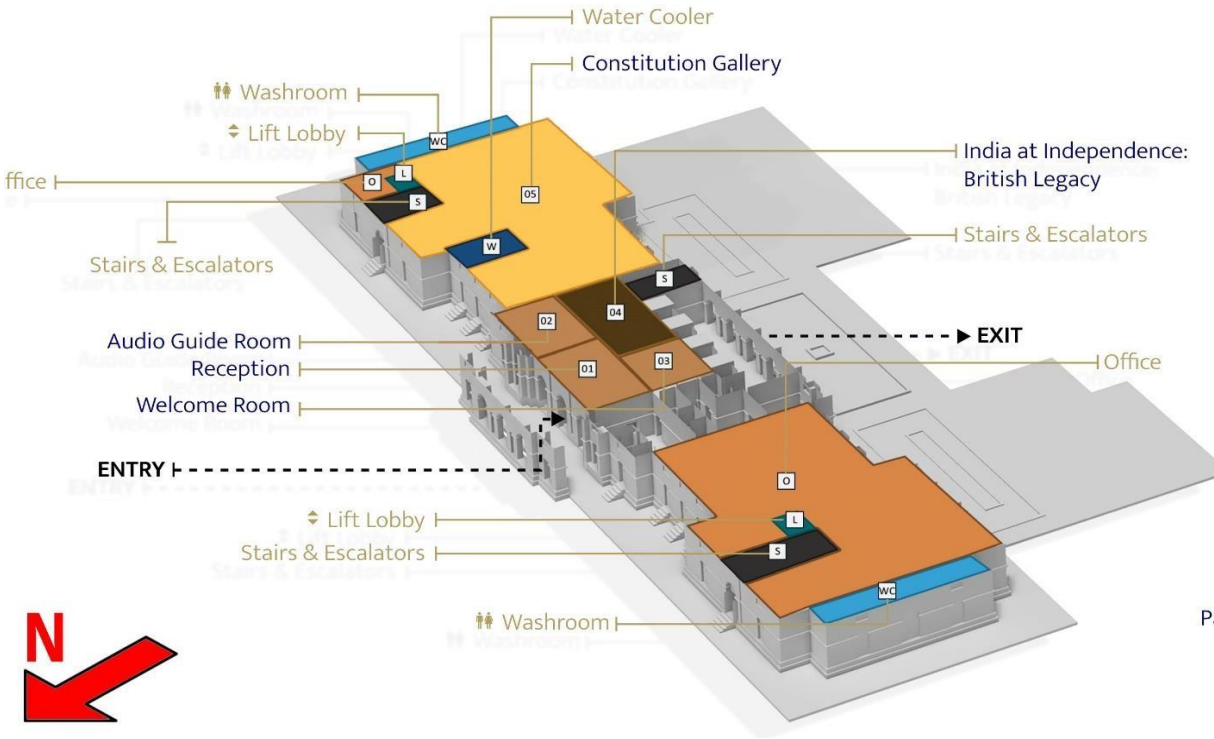 Water Cooler
Constitution Gallery
Washroom
WC
Lift Lobby
L
ffice
O
05
S
W
Stairs & Escalators
India at Independence:
British Legacy
Stairs & Escalators
S
04
02
Audio Guide Room
EXIT
Reception
01
03
Office
Welcome Room
ENTRY
O
Lift Lobby
L
Stairs & Escalators
S
WC
Washroom
N
Pa